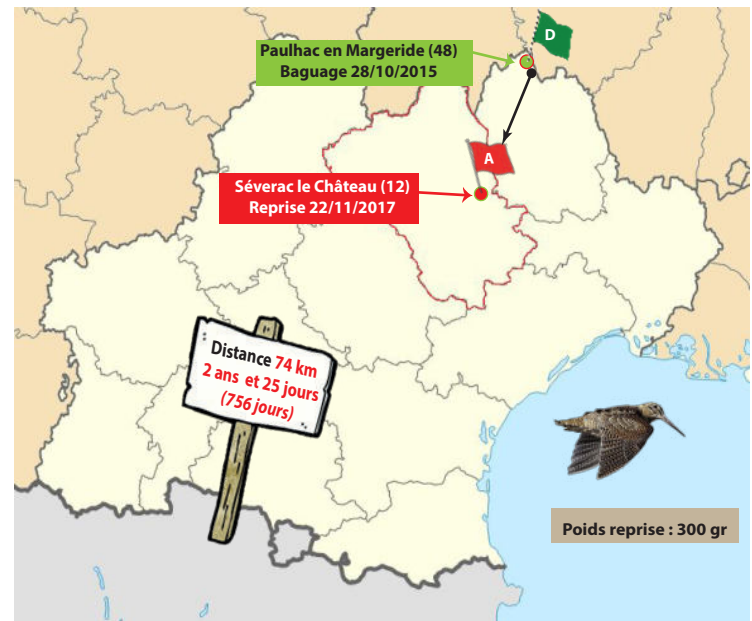 D
Paulhac en Margeride (48)
Baguage 28/10/2015
A
Séverac le Château (12)
Reprise 22/11/2017
Distance 74 km
2 ans et 25 jours
(756 jours)
Poids reprise : 300 gr